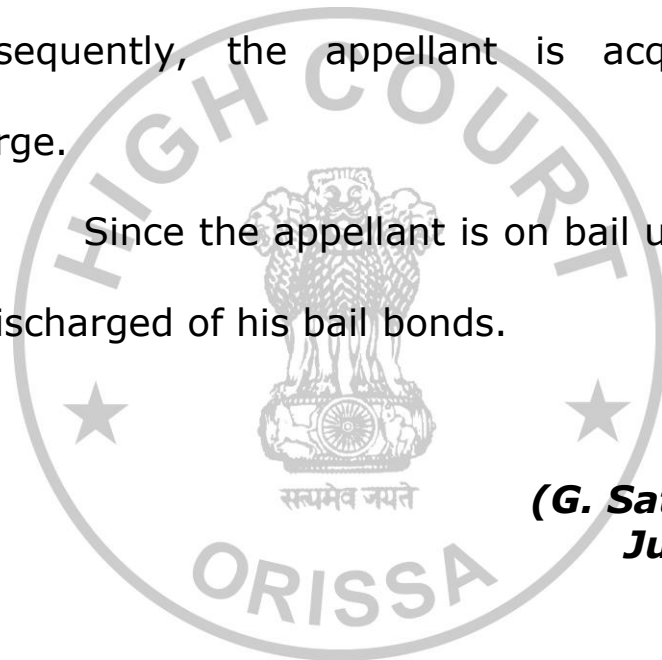 sequently, the appellant is acq
rge.
Since the appellant is on bail u
ischarged of his bail bonds.
(G. Sat
Ju
HIGH COURT
सत्यमेव जयते
ORISSA